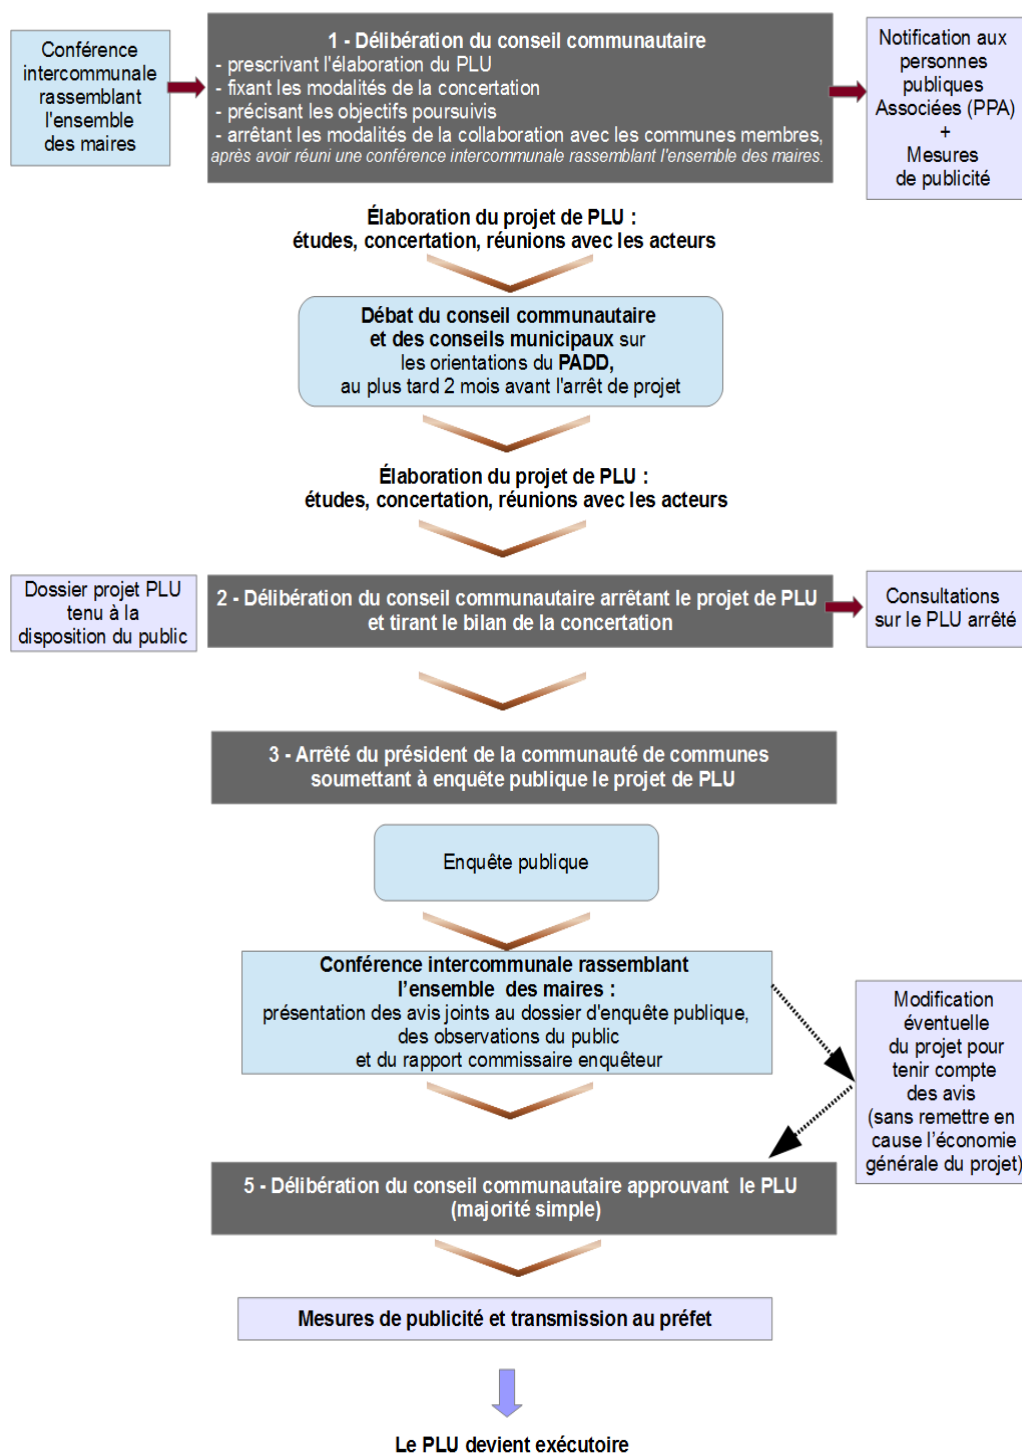 Conférence
intercommunale
rassemblant
l'ensemble
des maires
1 - Délibération du conseil communautaire
- prescrivant l'élaboration du PLU
- fixant les modalités de la concertation
- précisant les objectifs poursuivis
- arrêtant les modalités de la collaboration avec les communes membres,
après avoir réuni une conférence intercommunale rassemblant l'ensemble des maires.
Notification aux
personnes
publiques
Associées (PPA)
+
Mesures
de publicité
Élaboration du projet de PLU :
études, concertation, réunions avec les acteurs
Débat du conseil communautaire
et des conseils municipaux sur
les orientations du PADD,
au plus tard 2 mois avant l'arrêt de projet
Élaboration du projet de PLU :
études, concertation, réunions avec les acteurs
Dossier projet PLU
tenu à la
disposition du public
2 - Délibération du conseil communautaire arrêtant le projet de PLU
et tirant le bilan de la concertation
Consultations
sur le PLU arrêté
3 - Arrêté du président de la communauté de communes
soumettant à enquête publique le projet de PLU
Enquête publique
Conférence intercommunale rassemblant
l'ensemble des maires :
présentation des avis joints au dossier d'enquête publique,
des observations du public
et du rapport commissaire enquêteur
Modification
éventuelle
du projet pour
tenir compte
des avis
(sans remettre en
cause l'économie
générale du projet)
5 - Délibération du conseil communautaire approuvant le PLU
(majorité simple)
Mesures de publicité et transmission au préfet
Le PLU devient exécutoire